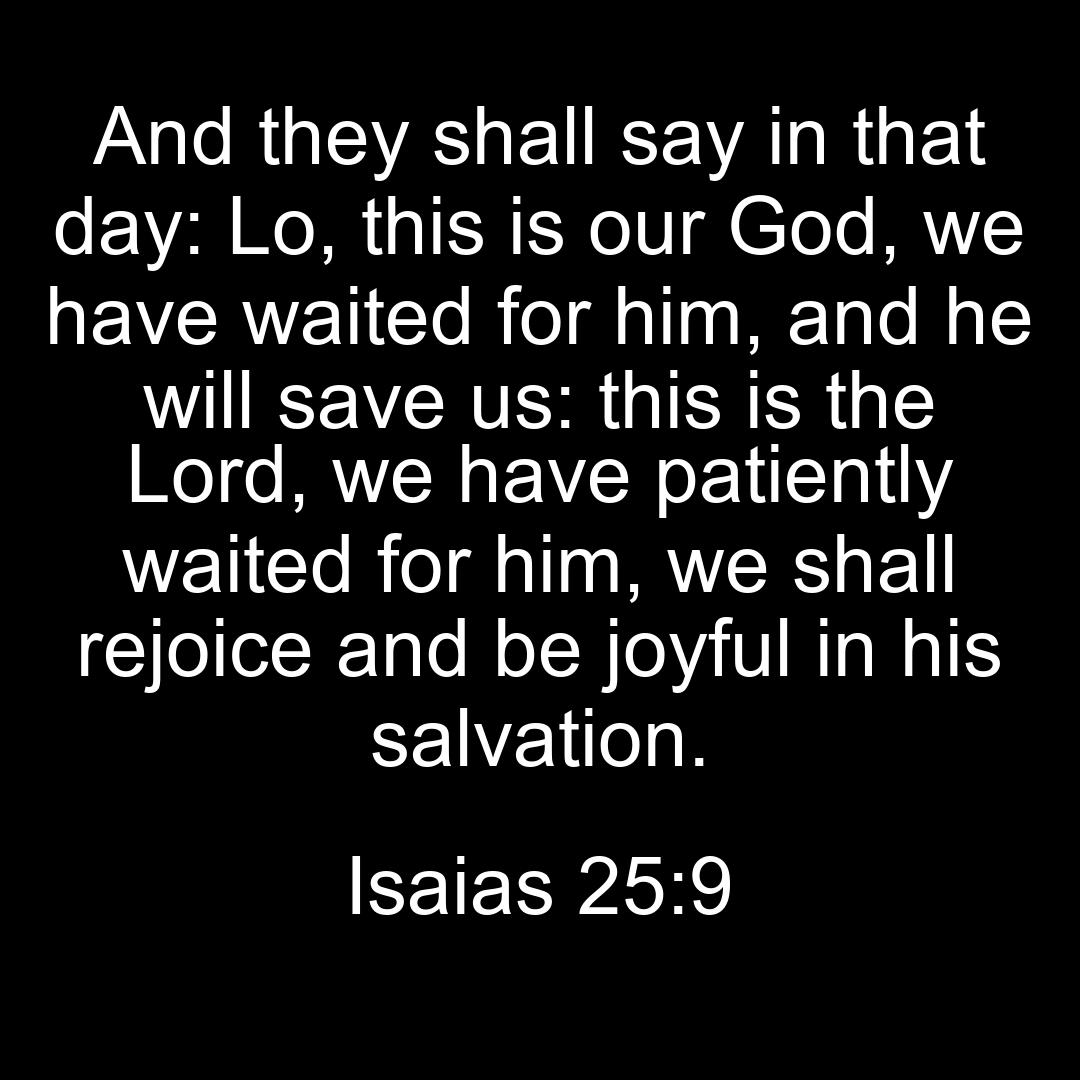 And they shall say in that
day: Lo, this is our God, we
have waited for him, and he
will save us: this is the
Lord, we have patiently
waited for him, we shall
rejoice and be joyful in his
salvation.
Isaias 25:9